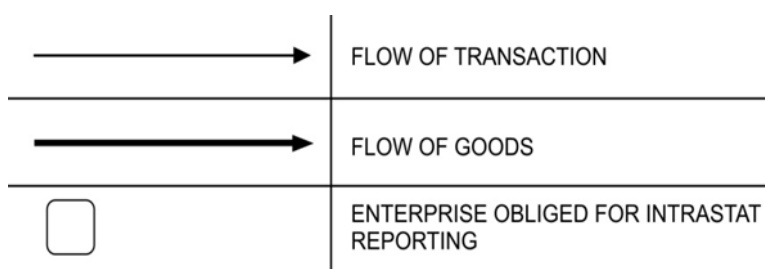 FLOW OF TRANSACTION
FLOW OF GOODS
ENTERPRISE OBLIGED FOR INTRASTAT
REPORTING